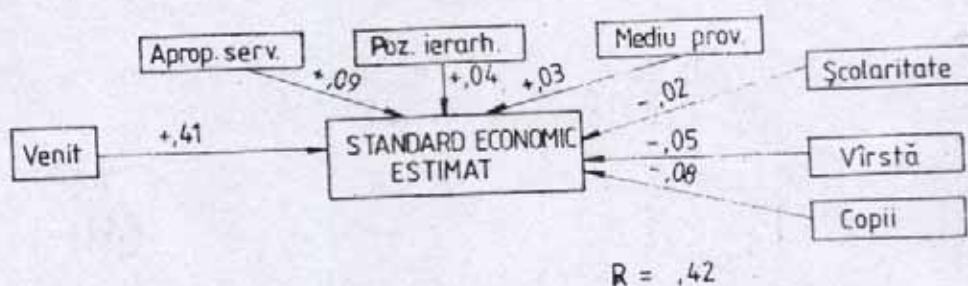 Aprop. serv.
Poz. ierarh.
Mediu prov.
Școlaritate
+,09
+,04
+,03
-,02
Venit
+,41
STANDARD ECONOMIC
ESTIMAT
-,05
Vîrstă
-,08
Copii
R = ,42